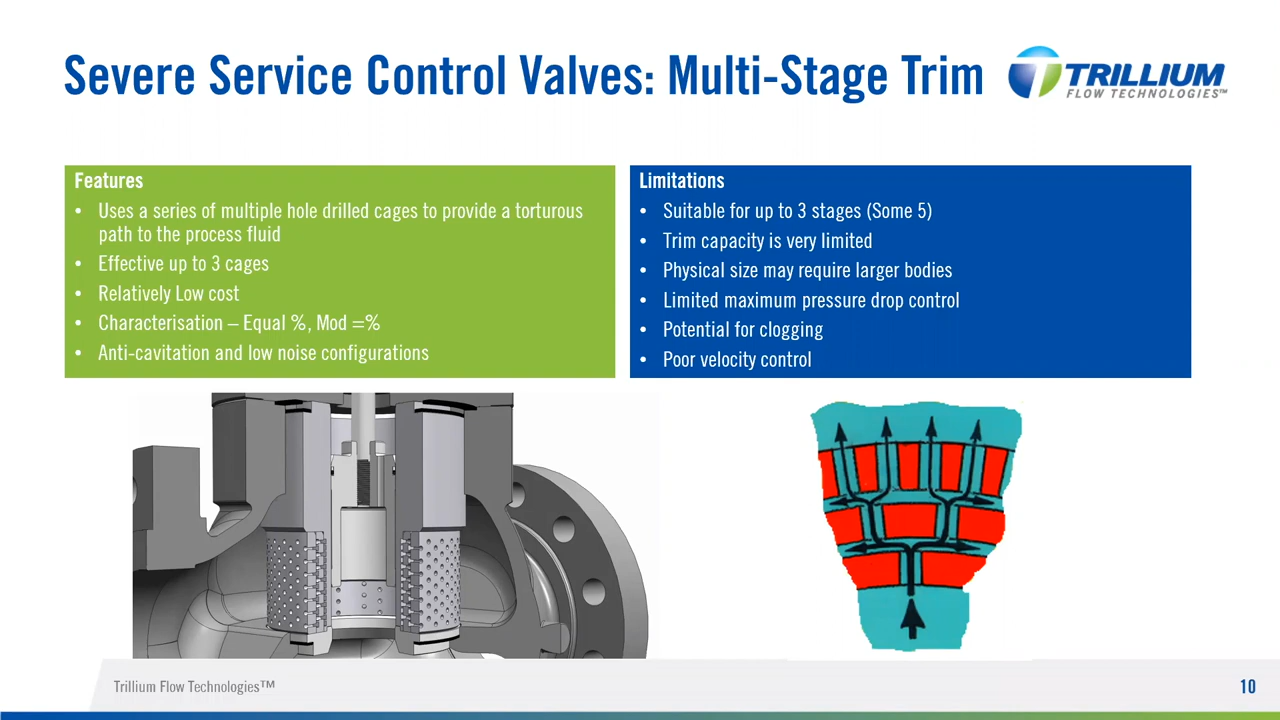 Severe Service Control Valves: Multi-Stage Trim
TRILLIUM
FLOW TECHNOLOGIES™
Features
• Uses a series of multiple hole drilled cages to provide a torturous
path to the process fluid
• Effective up to 3 cages
• Relatively Low cost
• Characterisation – Equal %, Mod =%
• Anti-cavitation and low noise configurations
Limitations
• Suitable for up to 3 stages (Some 5)
• Trim capacity is very limited
• Physical size may require larger bodies
• Limited maximum pressure drop control
• Potential for clogging
• Poor velocity control
Trillium Flow Technologies™
10